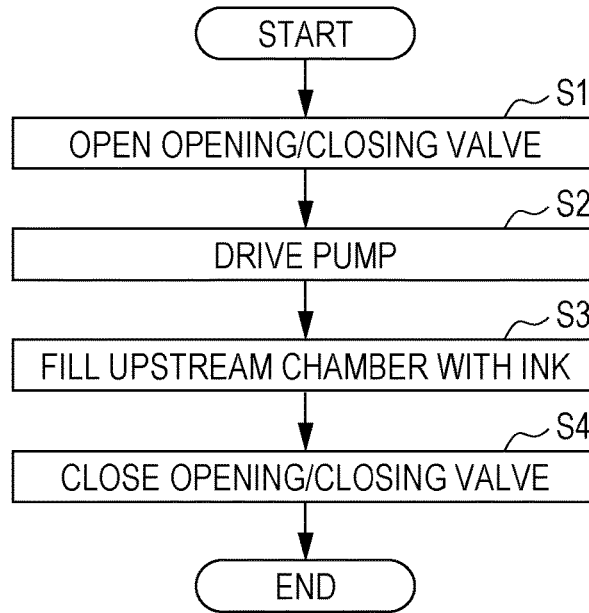 START
S1
OPEN OPENING/CLOSING VALVE
S2
DRIVE PUMP
S3
FILL UPSTREAM CHAMBER WITH INK
S4
CLOSE OPENING/CLOSING VALVE
END